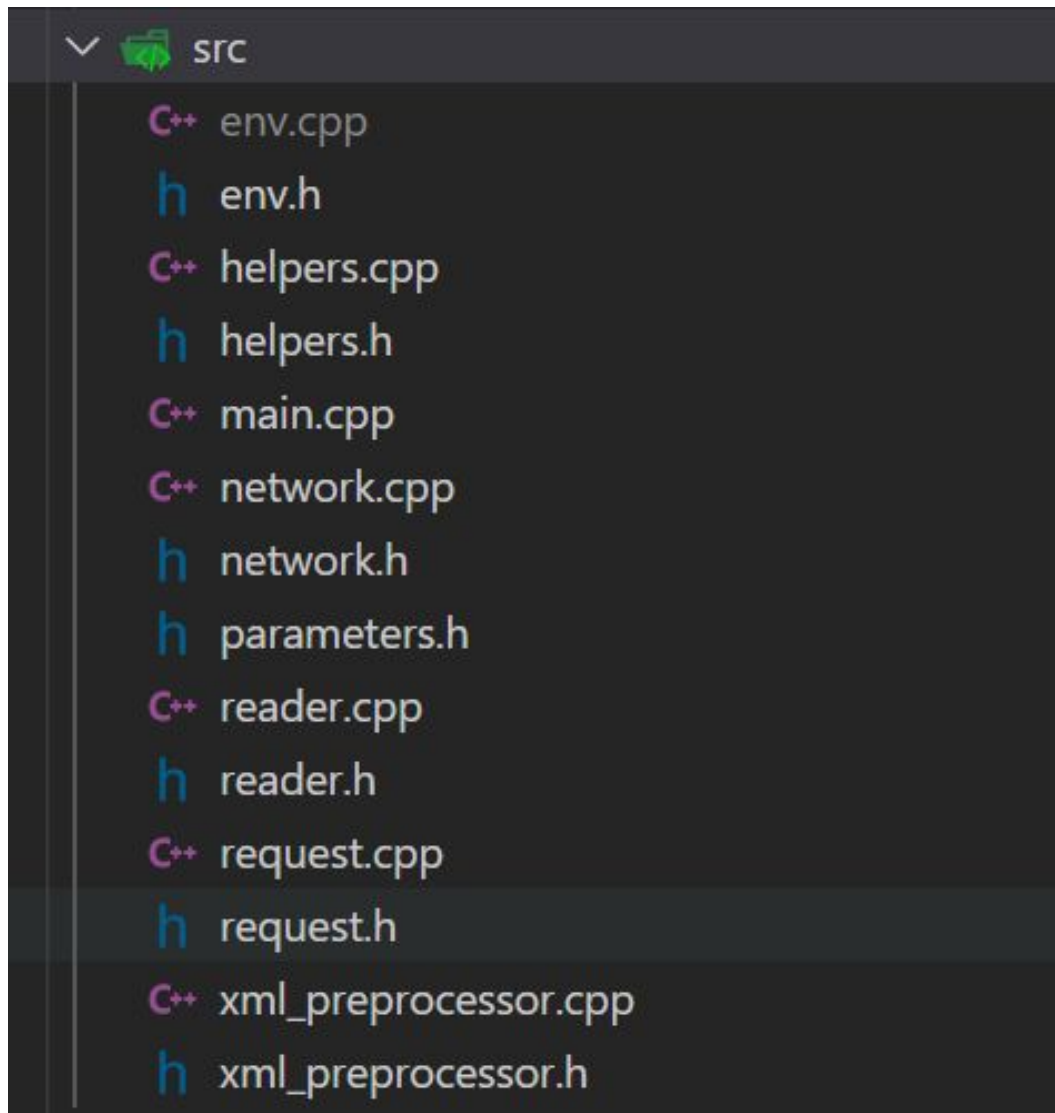 src
C++ env.cpp
h env.h
C++ helpers.cpp
h helpers.h
C++ main.cpp
C++ network.cpp
h network.h
h parameters.h
C++ reader.cpp
h reader.h
C++ request.cpp
h request.h
C++ xml_preprocessor.cpp
h xml_preprocessor.h